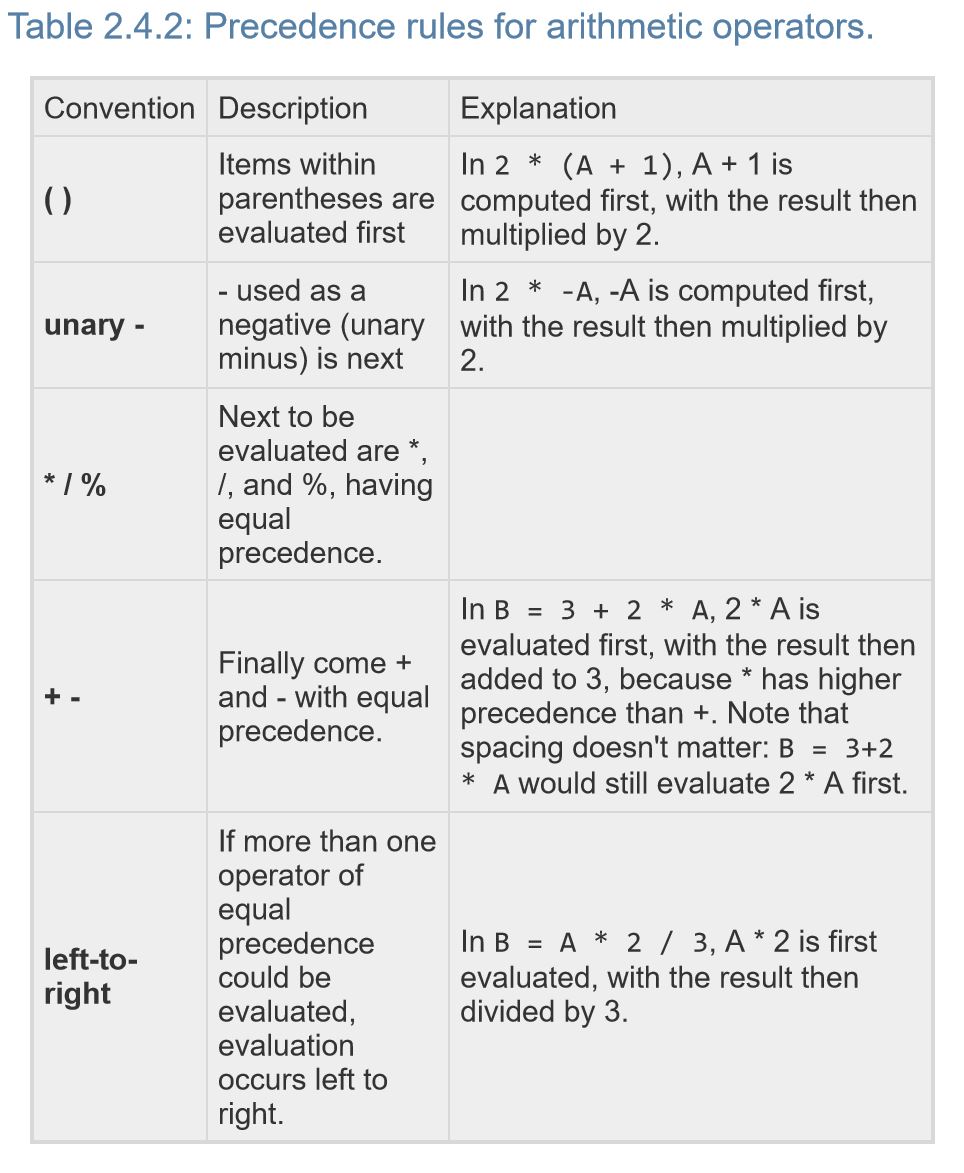 Table 2.4.2: Precedence rules for arithmetic operators.
Convention
Description
Explanation
( )
Items within
parentheses are
evaluated first
In 2 * (A + 1), A + 1 is
computed first, with the result then
multiplied by 2.
unary -
- used as a
negative (unary
minus) is next
In 2 * -A, -A is computed first,
with the result then multiplied by
2.
* / %
Next to be
evaluated are *,
/, and %, having
equal
precedence.
+ -
Finally come +
and - with equal
precedence.
In B = 3 + 2 * A, 2 * A is
evaluated first, with the result then
added to 3, because * has higher
precedence than +. Note that
spacing doesn't matter: B = 3+2
* A would still evaluate 2 * A first.
left-to-
right
If more than one
operator of
equal
precedence
could be
evaluated,
evaluation
occurs left to
right.
In B = A * 2 / 3, A * 2 is first
evaluated, with the result then
divided by 3.